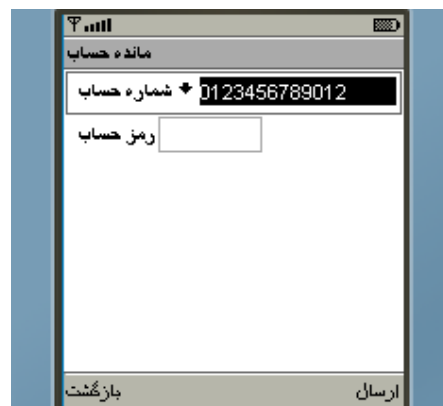 مانده حساب
شماره حساب 0123456789012
رمز حساب
بازگشت ارسال